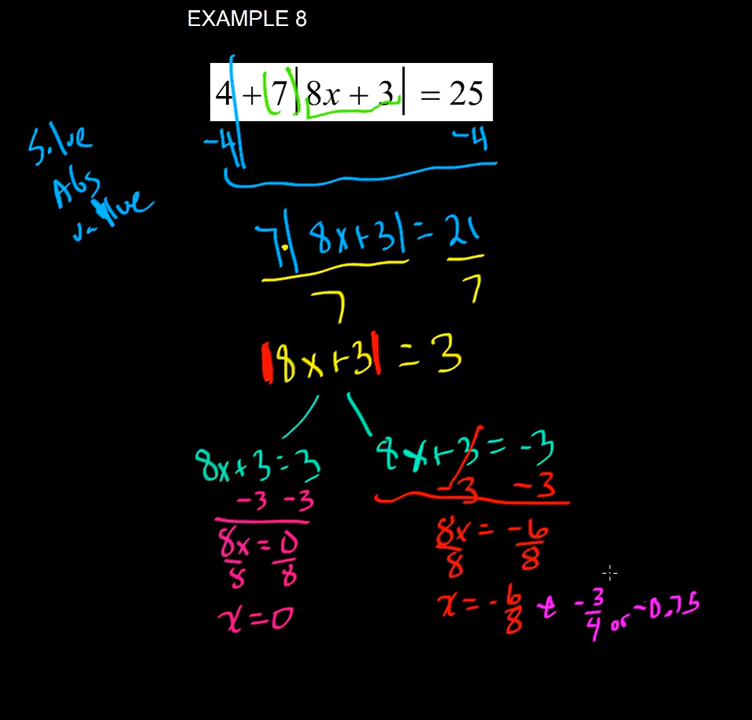 EXAMPLE 8
4 + 7|8x + 3| = 25
-4 -4
Solve
Abs
value
7·|8x+3| = 21
7 7
|8x+3| = 3
8x+3=3 8x+3=-3
-3 -3 -3 -3
8x = 0 8x = -6
8 8 8 8
x=0 x=-6/8 -3/4 or -0.75